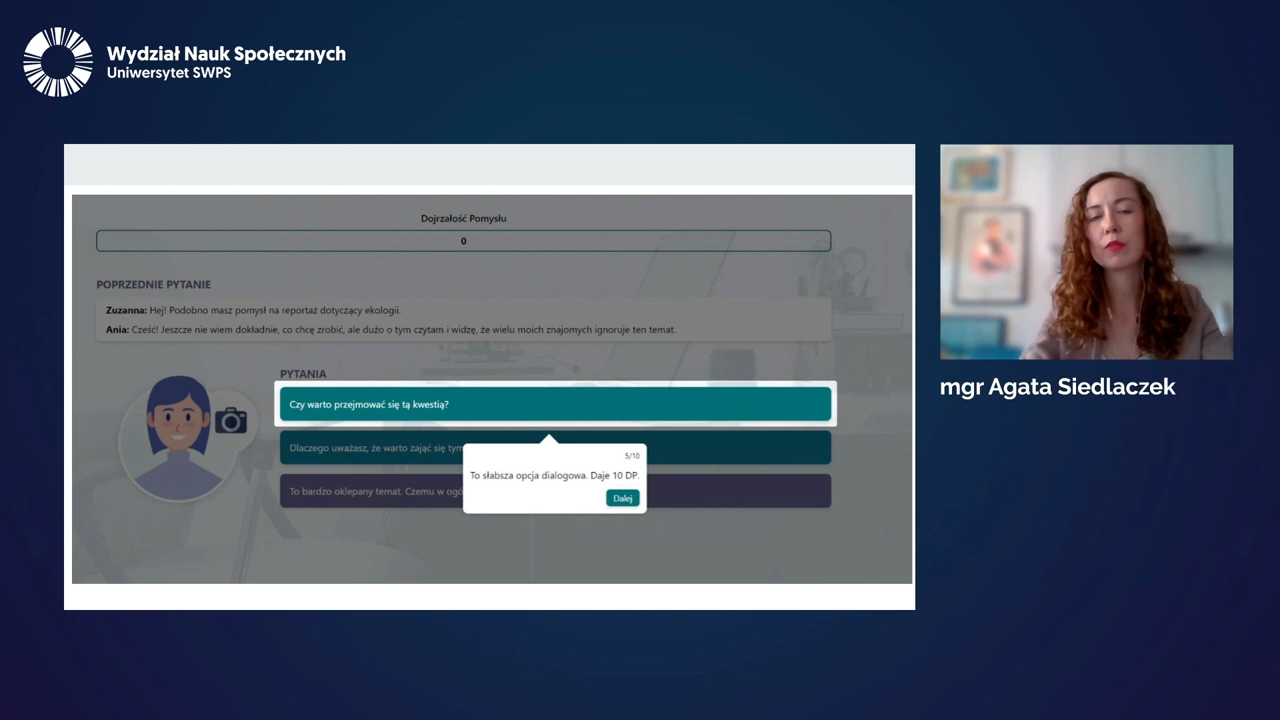 Wydział Nauk Społecznych
Uniwersytet SWPS
Dojrzałość Pomysłu
0
POPRZEDNIE PYTANIE
Zuzanna: Hej! Podobno masz pomysł na reportaż dotyczący ekologii.
Ania: Cześć! Jeszcze nie wiem dokładnie, co chcę zrobić, ale dużo o tym czytam i widzę, że wielu moich znajomych ignoruje ten temat.
PYTANIA
Czy warto przejmować się tą kwestią?
Dlaczego uważasz, że warto zająć się tym
5/10
To słabsza opcja dialogowa. Daje 10 DP.
To bardzo oklepany temat. Czemu w ogó
Dalej
mgr Agata Siedlaczek